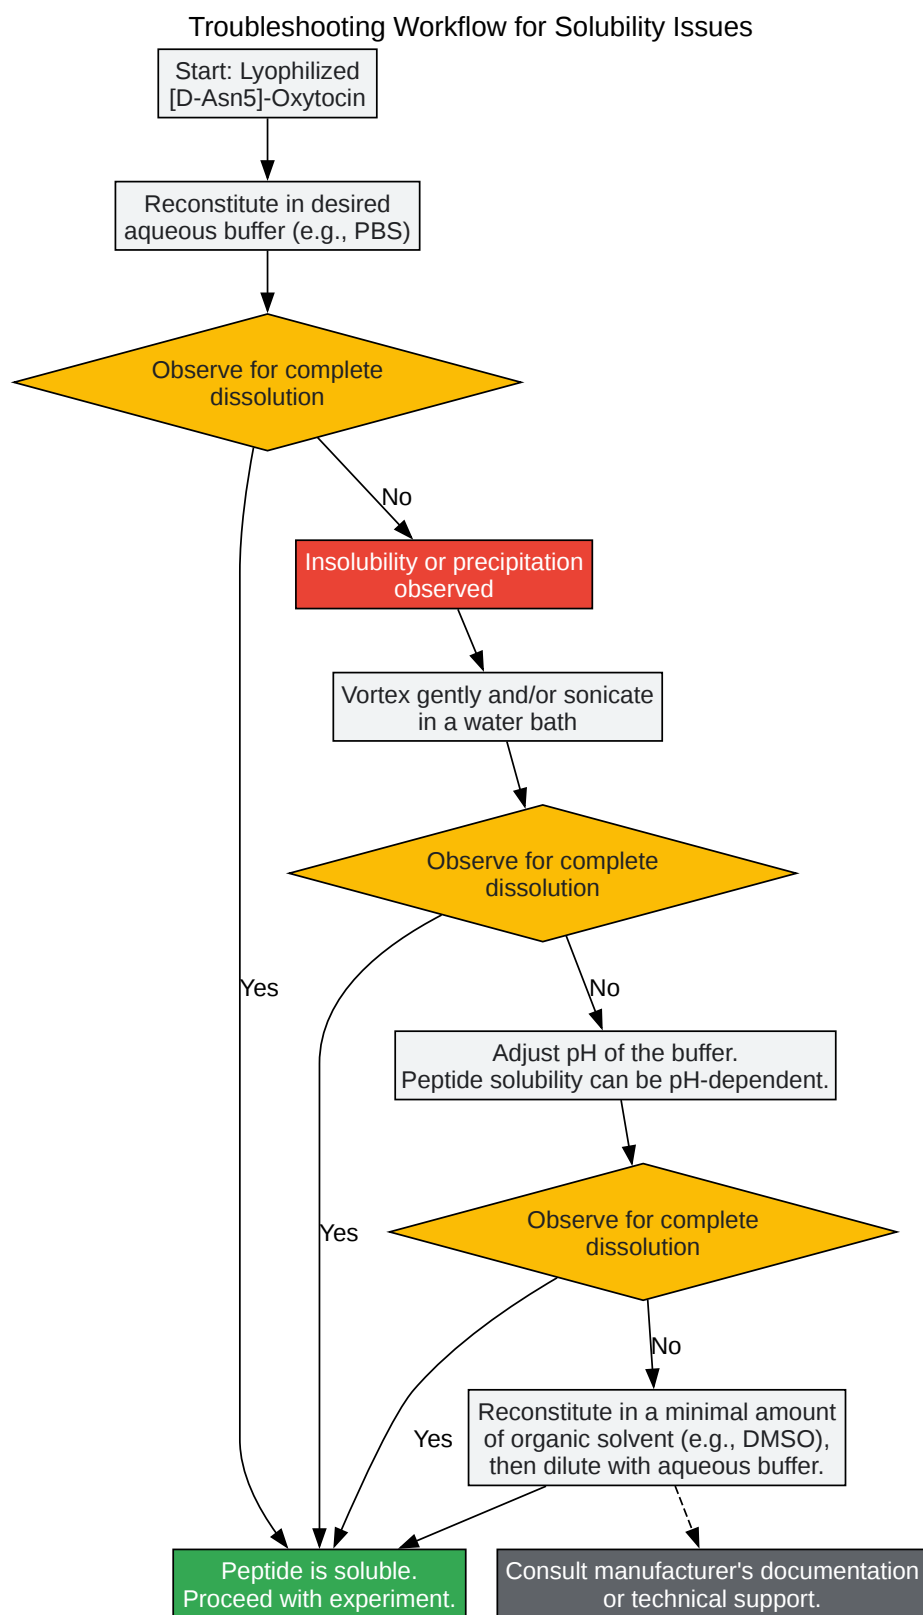 Troubleshooting Workflow for Solubility Issues
Start: Lyophilized
[D-Asn5]-Oxytocin
Reconstitute in desired
aqueous buffer (e.g., PBS)
Observe for complete
dissolution
No
Insolubility or precipitation
observed
Vortex gently and/or sonicate
in a water bath
Observe for complete
dissolution
Yes
No
Adjust pH of the buffer.
Peptide solubility can be pH-dependent.
Observe for complete
dissolution
Yes
No
Reconstitute in a minimal amount
of organic solvent (e.g., DMSO),
then dilute with aqueous buffer.
Yes
Peptide is soluble.
Proceed with experiment.
Consult manufacturer's documentation
or technical support.